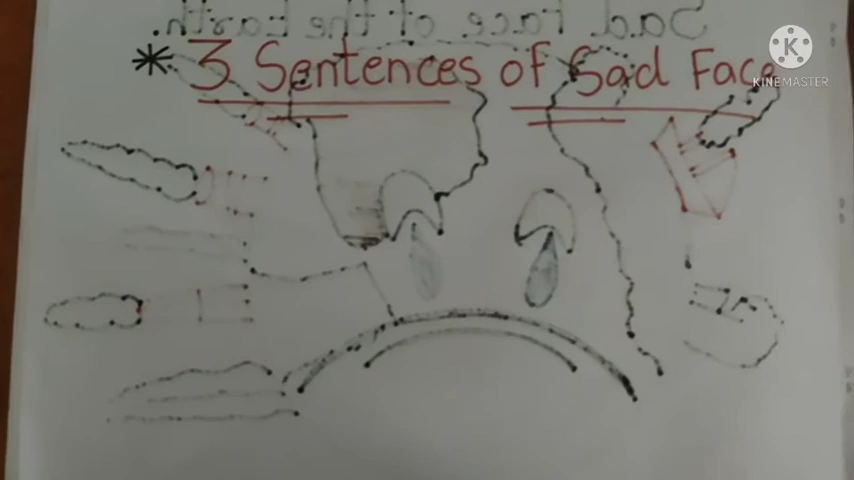 Sad Face of the Earth.
* 3 Sentences of Sad Face
KINEMASTER